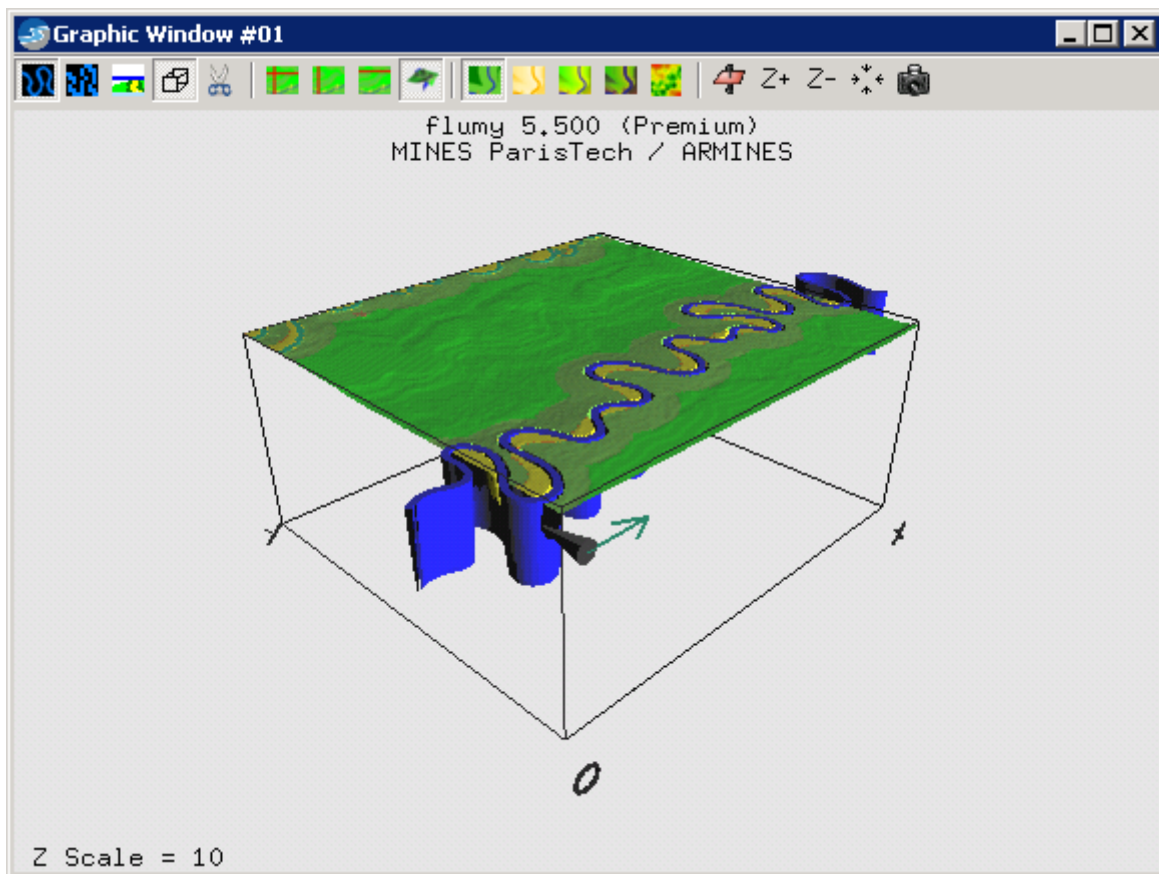 Graphic Window #01
Z+ Z-
flumy 5.500 (Premium)
MINES ParisTech / ARMINES
y
x
0
Z Scale = 10